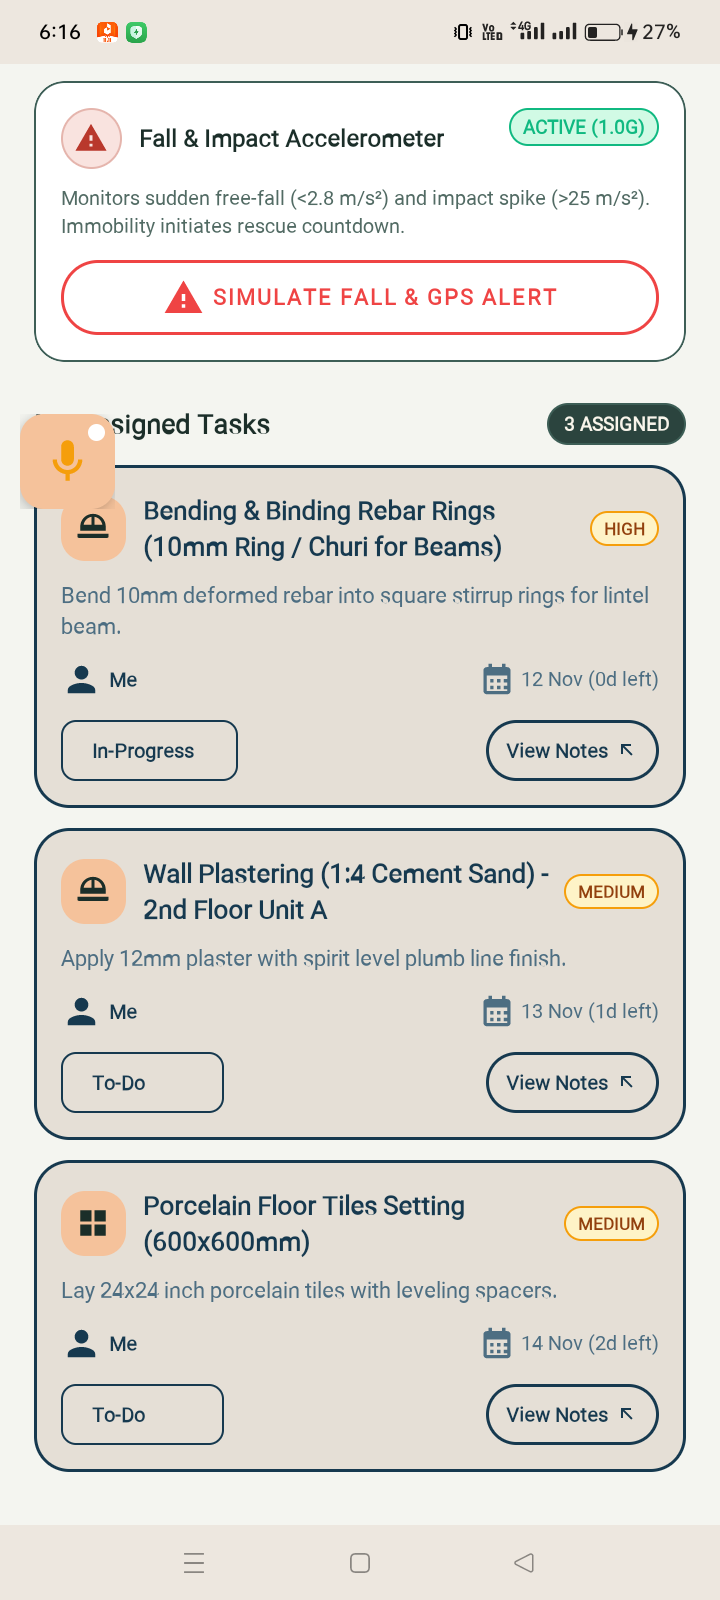 6:16
Vo
LTED
4G
27%
Fall & Impact Accelerometer
ACTIVE (1.0G)
Monitors sudden free-fall (<2.8 m/s²) and impact spike (>25 m/s²).
Immobility initiates rescue countdown.
SIMULATE FALL & GPS ALERT
signed Tasks
3 ASSIGNED
Bending & Binding Rebar Rings
(10mm Ring / Churi for Beams)
HIGH
Bend 10mm deformed rebar into square stirrup rings for lintel
beam.
Me
12 Nov (0d left)
In-Progress
View Notes
Wall Plastering (1:4 Cement Sand) -
2nd Floor Unit A
MEDIUM
Apply 12mm plaster with spirit level plumb line finish.
Me
13 Nov (1d left)
To-Do
View Notes
Porcelain Floor Tiles Setting
(600x600mm)
MEDIUM
Lay 24x24 inch porcelain tiles with leveling spacers.
Me
14 Nov (2d left)
To-Do
View Notes